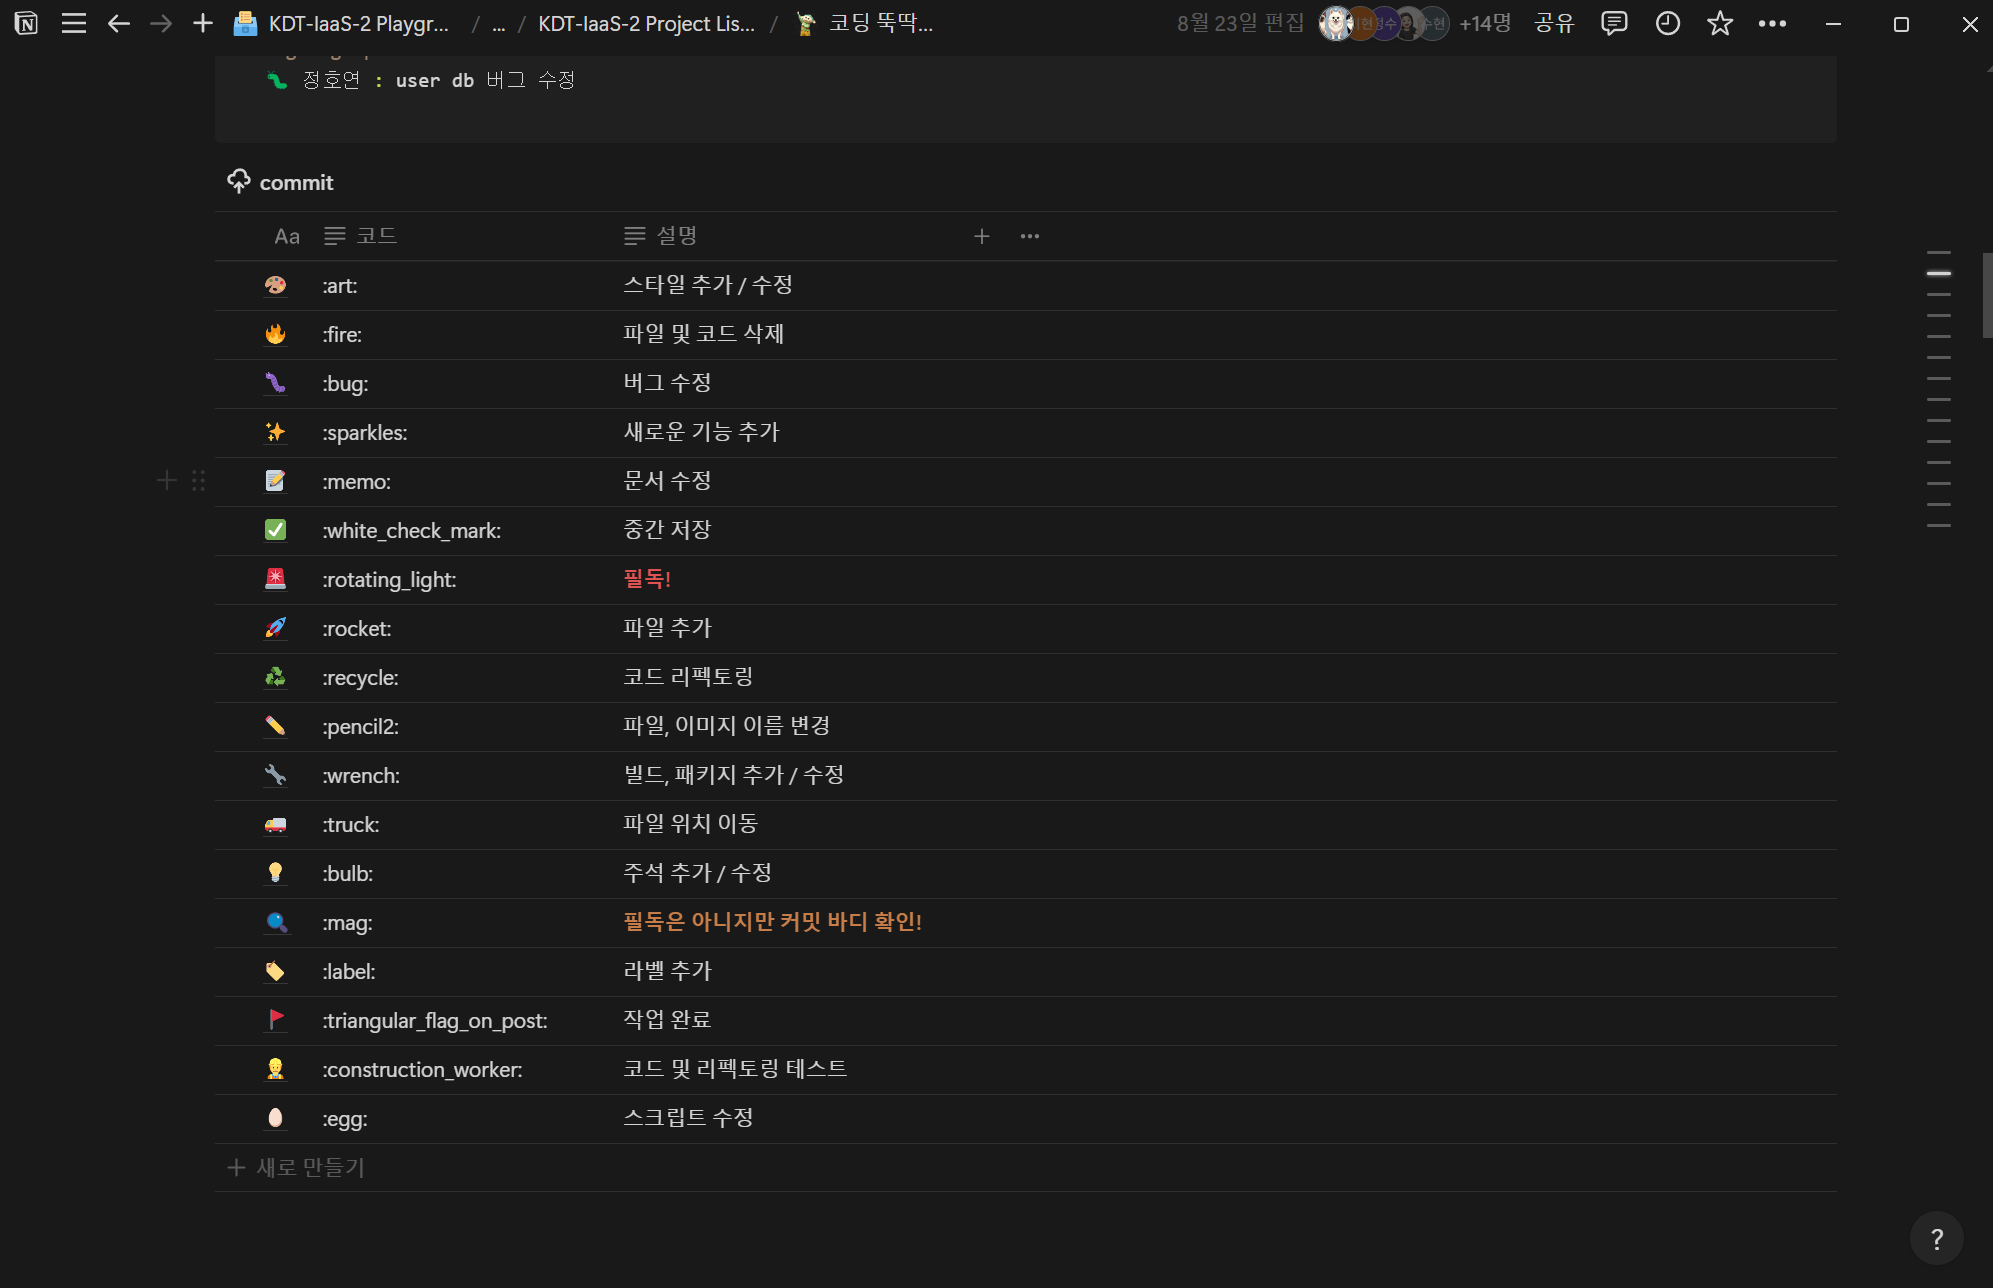 KDT-IaaS-2 Playgr... / ... / KDT-IaaS-2 Project Lis... / 코딩 뚝딱...
8월 23일 편집 +14명 공유
정호연 : user db 버그 수정
commit
Aa 코드 설명
:art: 스타일 추가 / 수정
:fire: 파일 및 코드 삭제
:bug: 버그 수정
:sparkles: 새로운 기능 추가
:memo: 문서 수정
:white_check_mark: 중간 저장
:rotating_light: 필독!
:rocket: 파일 추가
:recycle: 코드 리펙토링
:pencil2: 파일, 이미지 이름 변경
:wrench: 빌드, 패키지 추가 / 수정
:truck: 파일 위치 이동
:bulb: 주석 추가 / 수정
:mag: 필독은 아니지만 커밋 바디 확인!
:label: 라벨 추가
:triangular_flag_on_post: 작업 완료
:construction_worker: 코드 및 리펙토링 테스트
:egg: 스크립트 수정
+ 새로 만들기
?